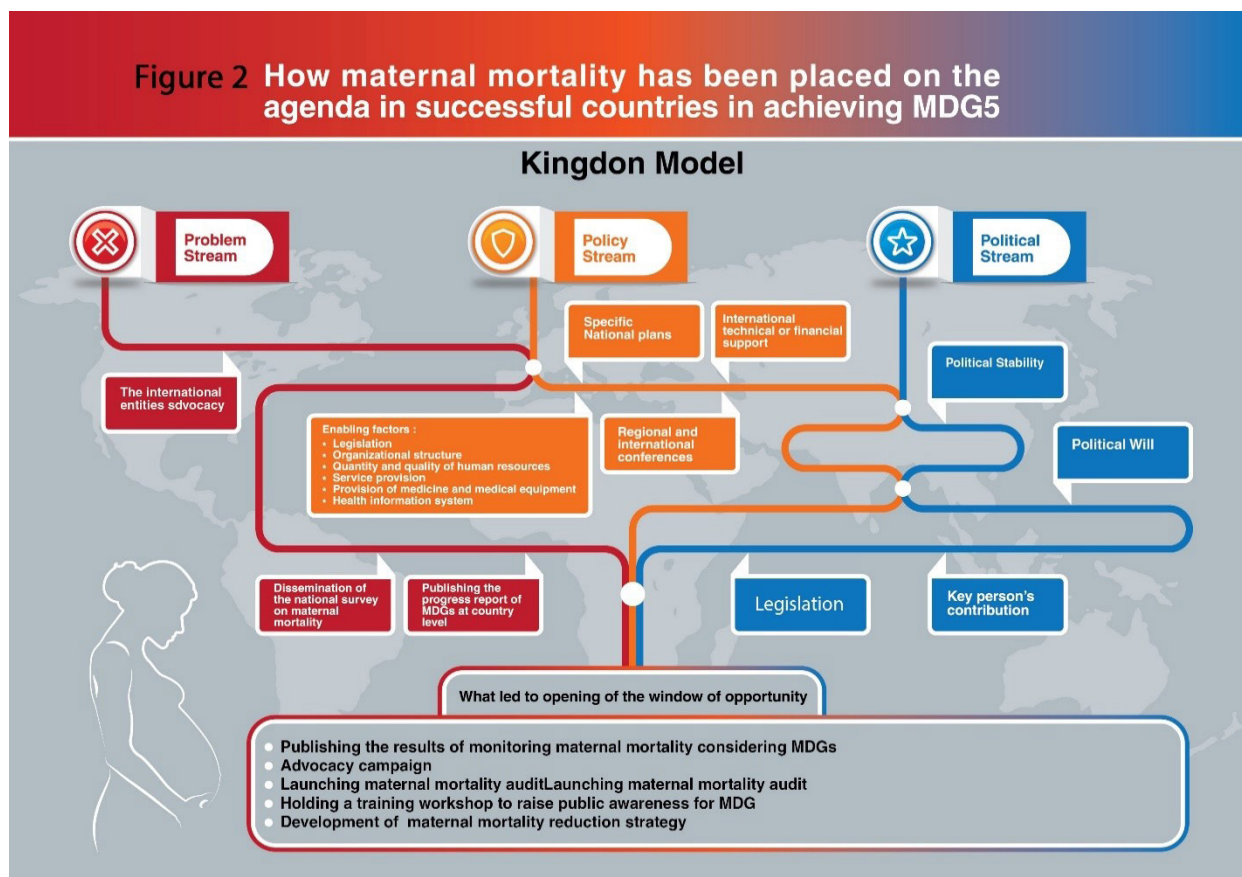 Figure 2 How maternal mortality has been placed on the
agenda in successful countries in achieving MDG5
Kingdon Model
Problem
Stream
Policy
Stream
Political
Stream
Specific
National plans
International
technical or financial
support
Political Stability
The international
entities sdvocacy
Enabling factors :
• Legislation
• Organizational structure
• Quantity and quality of human resources
• Service provision
• Provision of medicine and medical equipment
• Health information system
Regional and
international
conferences
Political Will
Dissemination of
the national survey
on maternal
mortality
Publishing the
progress report of
MDGs at country
level
Legislation
Key person's
contribution
What led to opening of the window of opportunity
Publishing the results of monitoring maternal mortality considering MDGs
Advocacy campaign
Launching maternal mortality auditLaunching maternal mortality audit
Holding a training workshop to raise public awareness for MDG
Development of maternal mortality reduction strategy